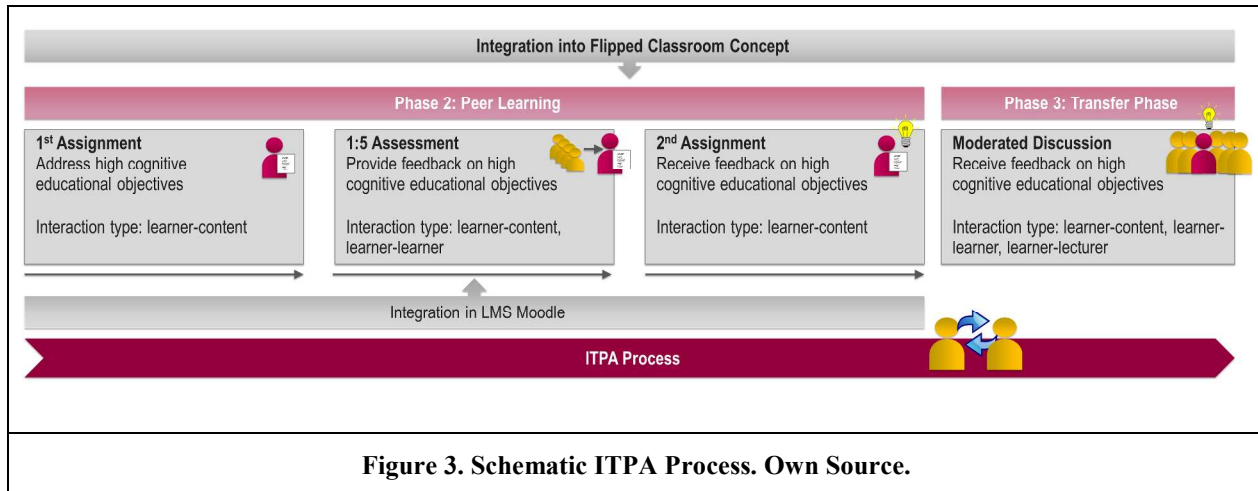 Integration into Flipped Classroom Concept
Phase 2: Peer Learning
Phase 3: Transfer Phase
1st Assignment
Address high cognitive
educational objectives
Interaction type: learner-content
1:5 Assessment
Provide feedback on high
cognitive educational objectives
Interaction type: learner-content,
learner-learner
2nd Assignment
Receive feedback on high
cognitive educational objectives
Interaction type: learner-content
Moderated Discussion
Receive feedback on high
cognitive educational objectives
Interaction type: learner-content, learner-
learner, learner-lecturer
Integration in LMS Moodle
ITPA Process
Figure 3. Schematic ITPA Process. Own Source.